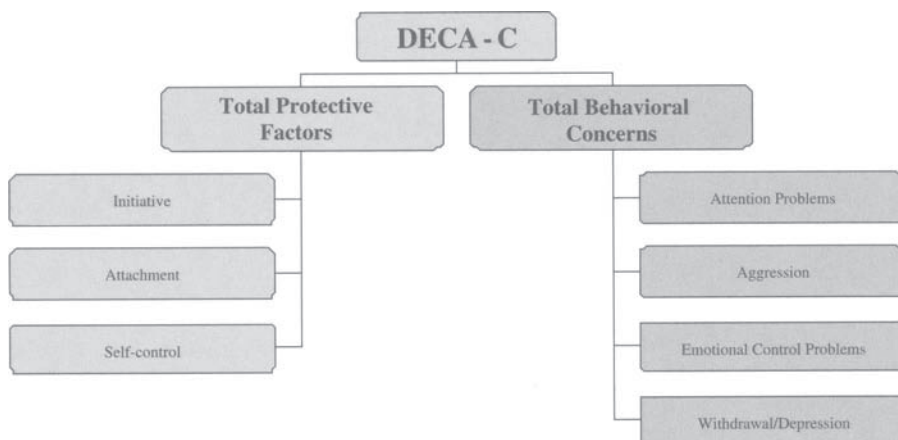 DECA - C
Total Protective
Factors
Total Behavioral
Concerns
Initiative
Attachment
Self-control
Attention Problems
Aggression
Emotional Control Problems
Withdrawal/Depression